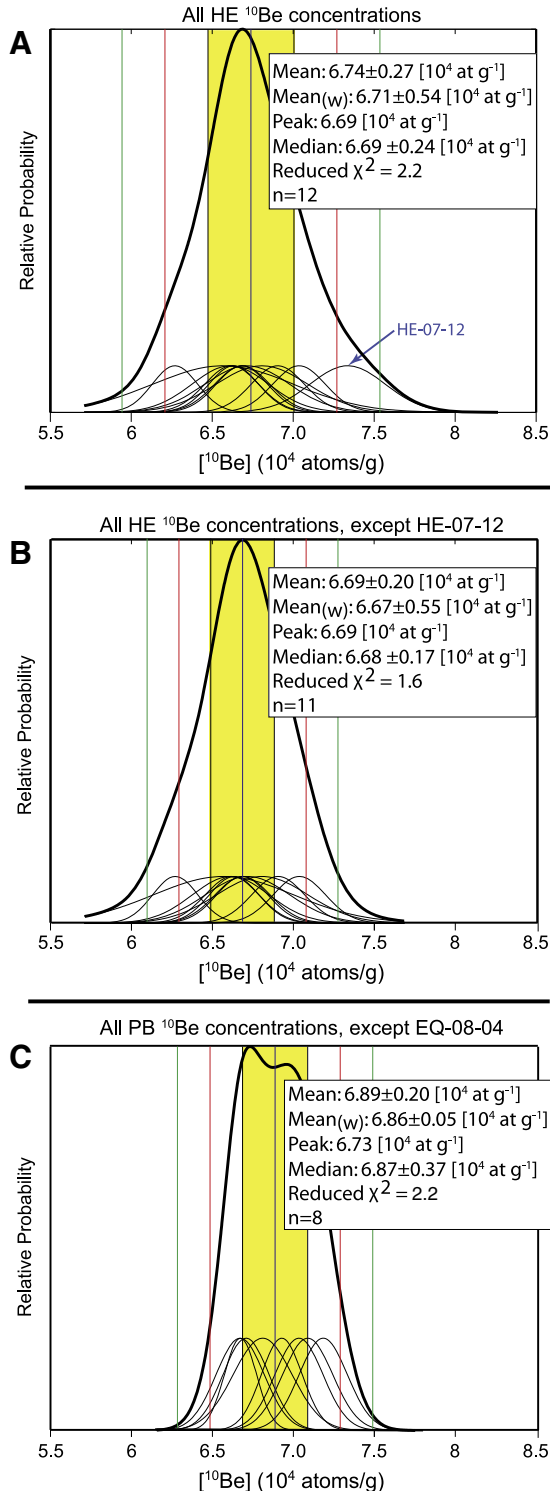 A
All HE ¹⁰Be concentrations
Mean: 6.74±0.27 [10⁴ at g⁻¹]
Mean(w): 6.71±0.54 [10⁴ at g⁻¹]
Peak: 6.69 [10⁴ at g⁻¹]
Median: 6.69 ±0.24 [10⁴ at g⁻¹]
Reduced χ² = 2.2
n=12
HE-07-12
Relative Probability
5.5 6 6.5 7.0 7.5 8 8.5
[¹⁰Be] (10⁴ atoms/g)
B
All HE ¹⁰Be concentrations, except HE-07-12
Mean: 6.69±0.20 [10⁴ at g⁻¹]
Mean(w): 6.67±0.55 [10⁴ at g⁻¹]
Peak: 6.69 [10⁴ at g⁻¹]
Median: 6.68 ±0.17 [10⁴ at g⁻¹]
Reduced χ² = 1.6
n=11
Relative Probability
5.5 6 6.5 7.0 7.5 8 8.5
[¹⁰Be] (10⁴ atoms/g)
C
All PB ¹⁰Be concentrations, except EQ-08-04
Mean: 6.89±0.20 [10⁴ at g⁻¹]
Mean(w): 6.86±0.05 [10⁴ at g⁻¹]
Peak: 6.73 [10⁴ at g⁻¹]
Median: 6.87±0.37 [10⁴ at g⁻¹]
Reduced χ² = 2.2
n=8
Relative Probability
5.5 6 6.5 7.0 7.5 8 8.5
[¹⁰Be] (10⁴ atoms/g)